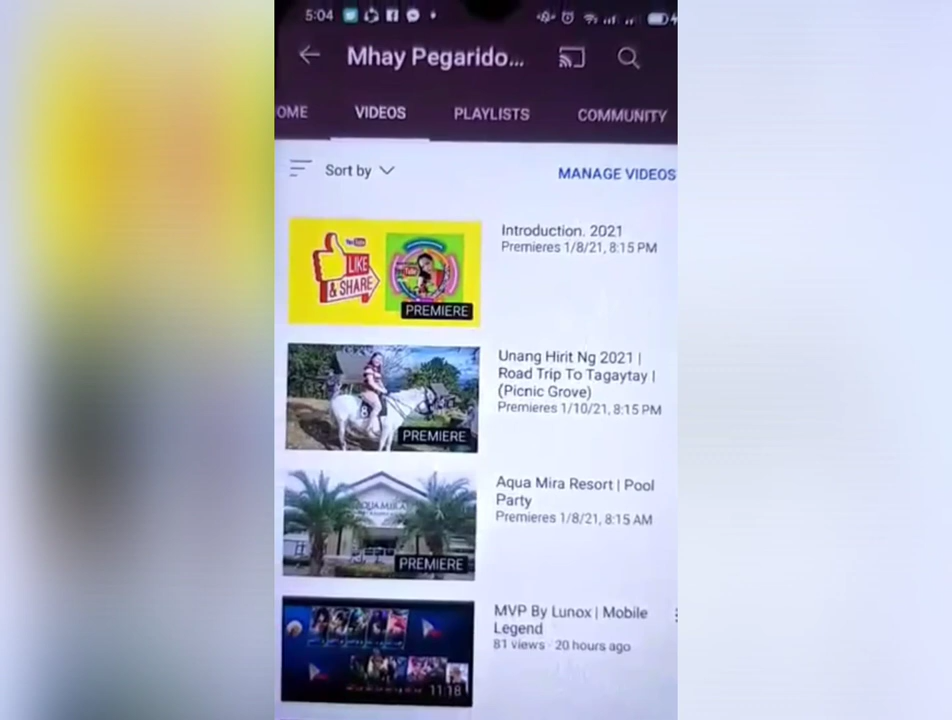 5:04
Mhay Pegarido...
OME
VIDEOS
PLAYLISTS
COMMUNITY
Sort by
MANAGE VIDEOS
LIKE
& SHARE
PREMIERE
Introduction. 2021
Premieres 1/8/21, 8:15 PM
8
PREMIERE
Unang Hirit Ng 2021 |
Road Trip To Tagaytay |
(Picnic Grove)
Premieres 1/10/21, 8:15 PM
AQUA MIRA
PREMIERE
Aqua Mira Resort | Pool
Party
Premieres 1/8/21, 8:15 AM
11:18
MVP By Lunox | Mobile
Legend
81 views · 20 hours ago